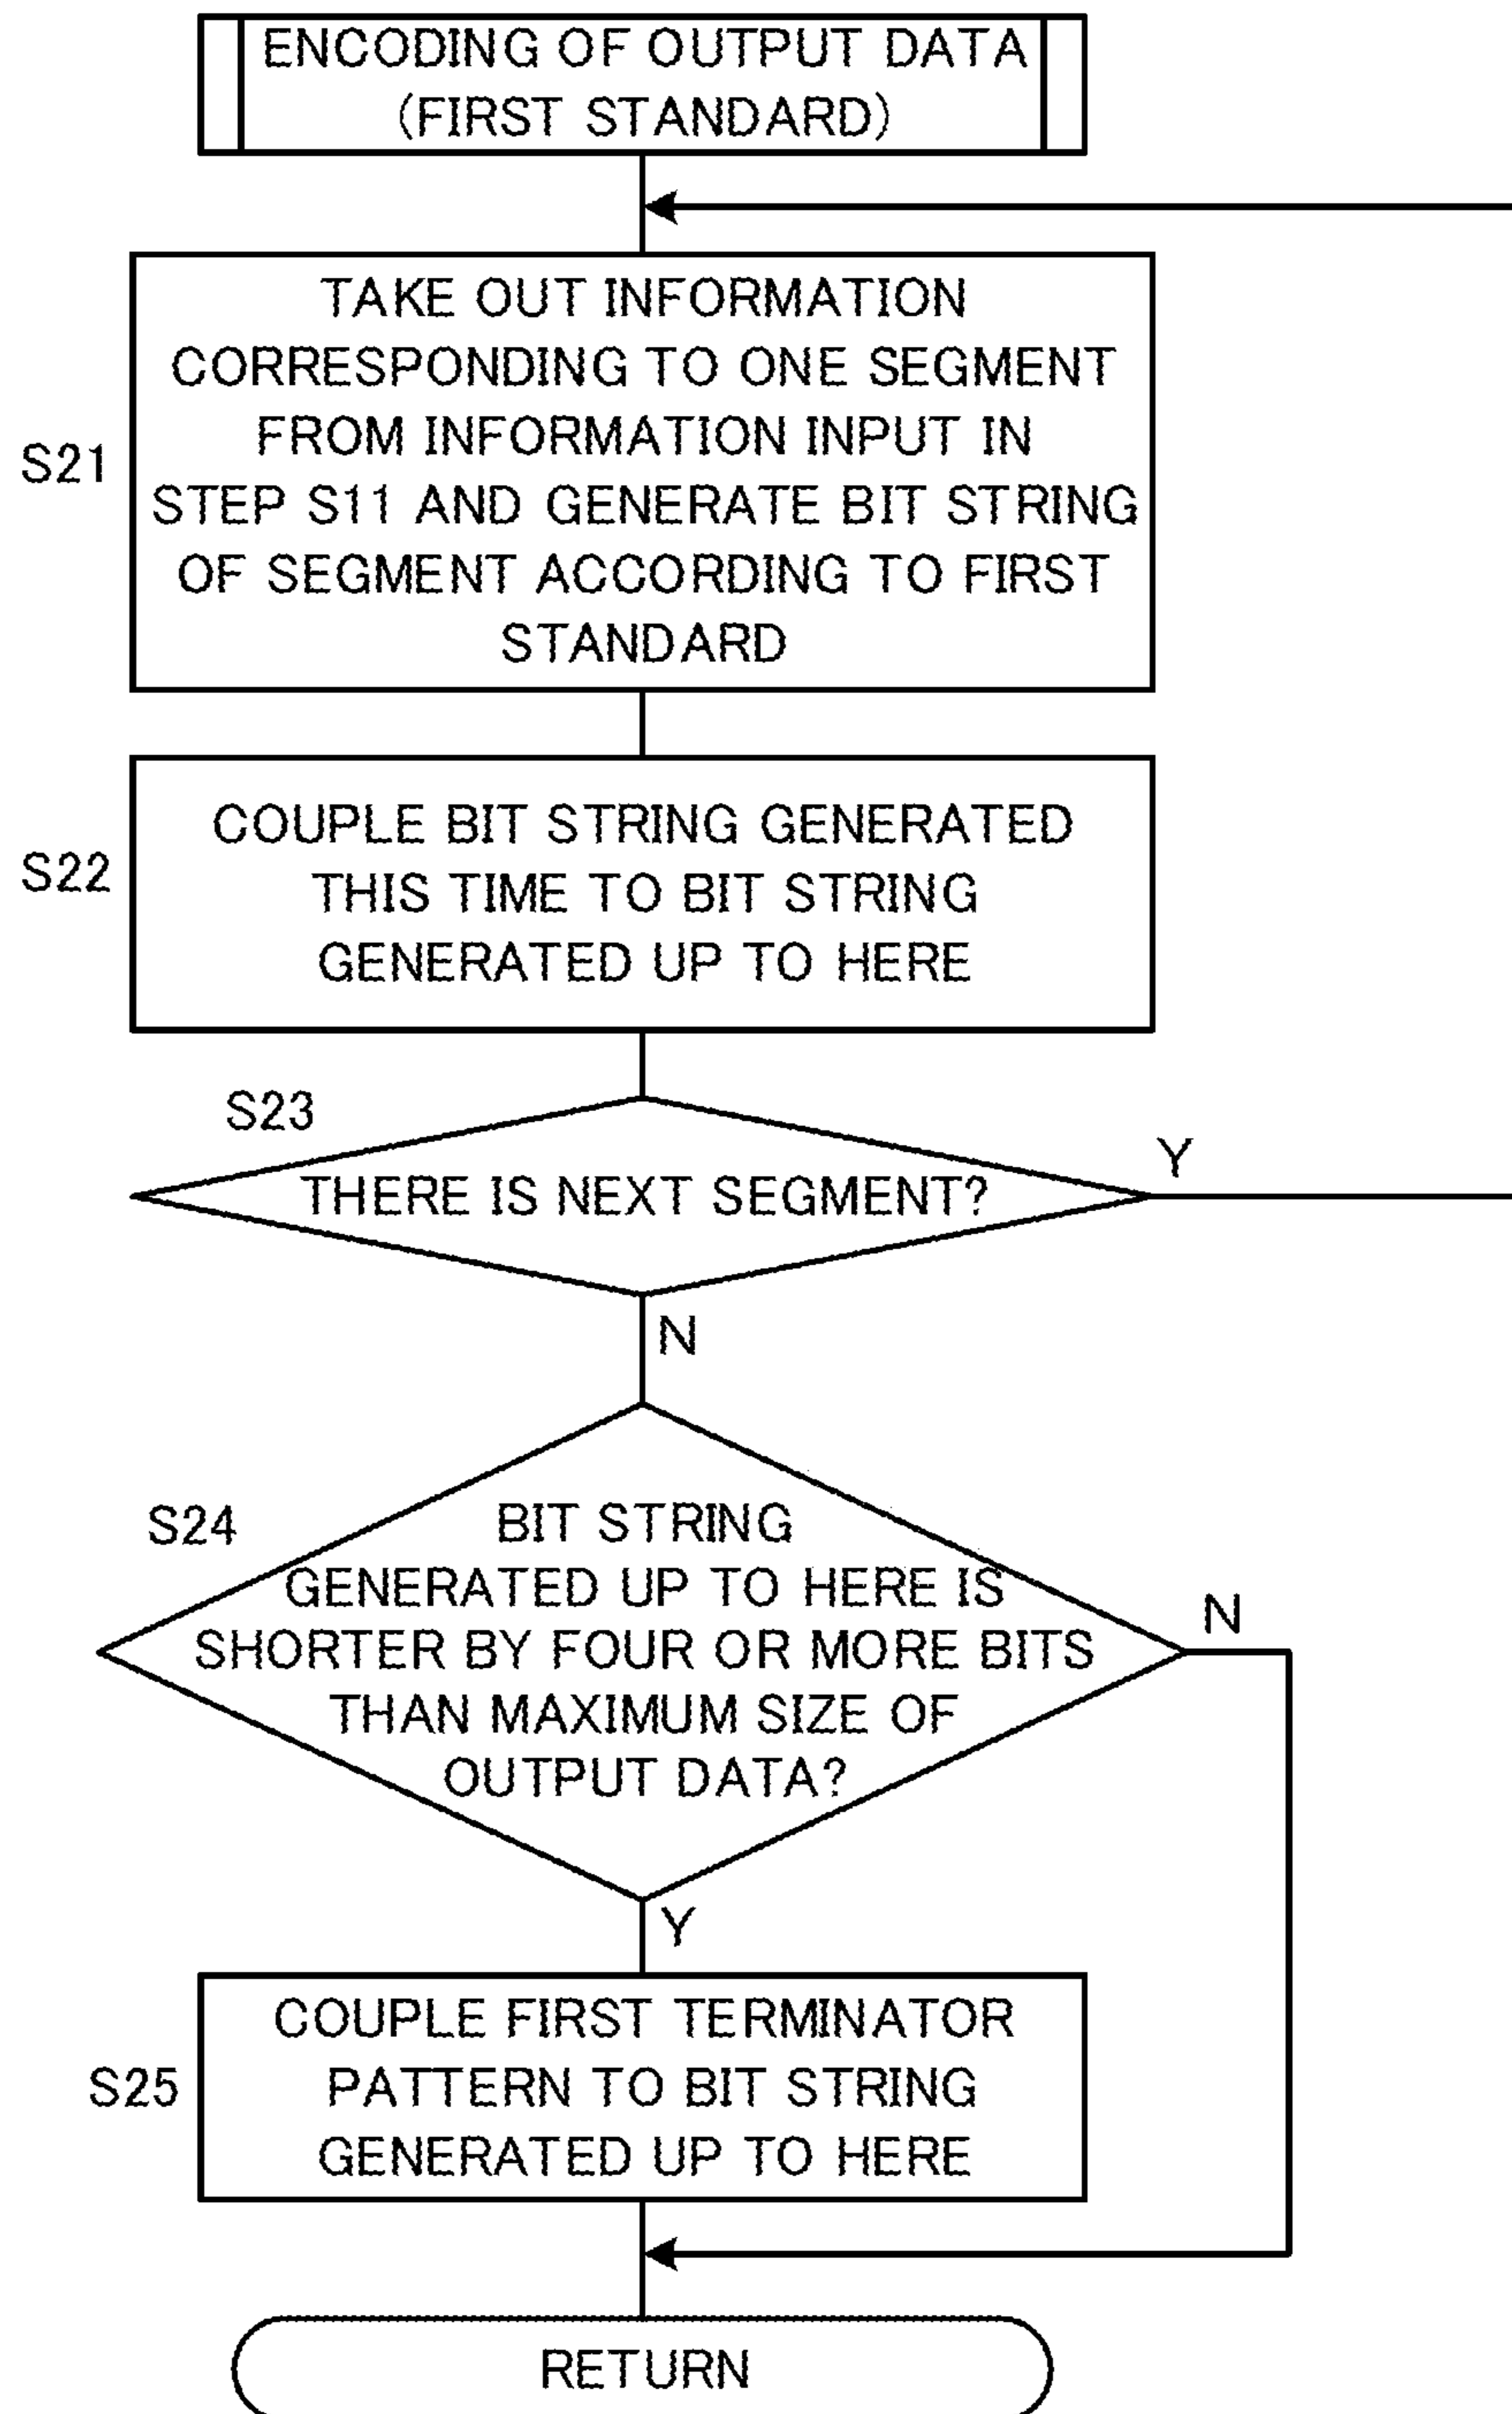 ENCODING OF OUTPUT DATA
(FIRST STANDARD)
TAKE OUT INFORMATION
CORRESPONDING TO ONE SEGMENT
FROM INFORMATION INPUT IN
STEP S11 AND GENERATE BIT STRING
OF SEGMENT ACCORDING TO FIRST
STANDARD
S21
COUPLE BIT STRING GENERATED
THIS TIME TO BIT STRING
GENERATED UP TO HERE
S22
S23
THERE IS NEXT SEGMENT?
Y
N
S24
BIT STRING
GENERATED UP TO HERE IS
SHORTER BY FOUR OR MORE BITS
THAN MAXIMUM SIZE OF
OUTPUT DATA?
N
Y
COUPLE FIRST TERMINATOR
PATTERN TO BIT STRING
GENERATED UP TO HERE
S25
RETURN